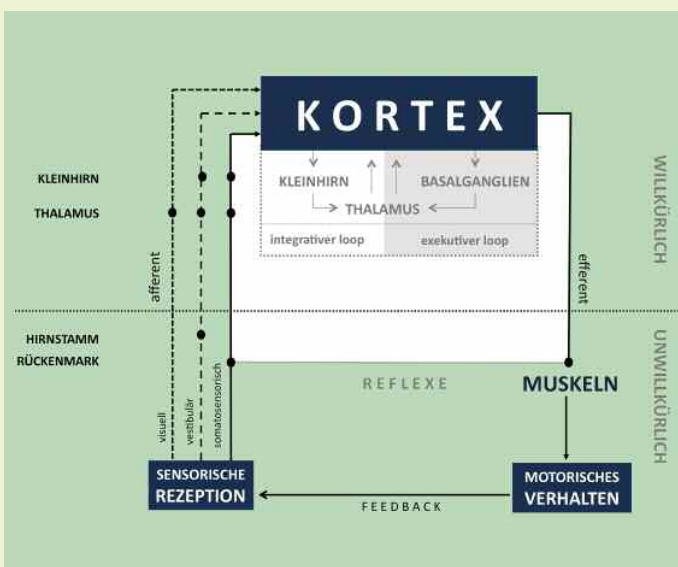 KORTEX
KLEINHIRN
THALAMUS
KLEINHIRN
BASALGANGLIEN
THALAMUS
integrativer loop
exekutiver loop
WILLKÜRLICH
afferent
efferent
HIRNSTAMM
RÜCKENMARK
UNWILLKÜRLICH
visuell
vestibulär
somatosensorisch
REFLEXE
MUSKELN
SENSORISCHE
REZEPTION
FEEDBACK
MOTORISCHES
VERHALTEN